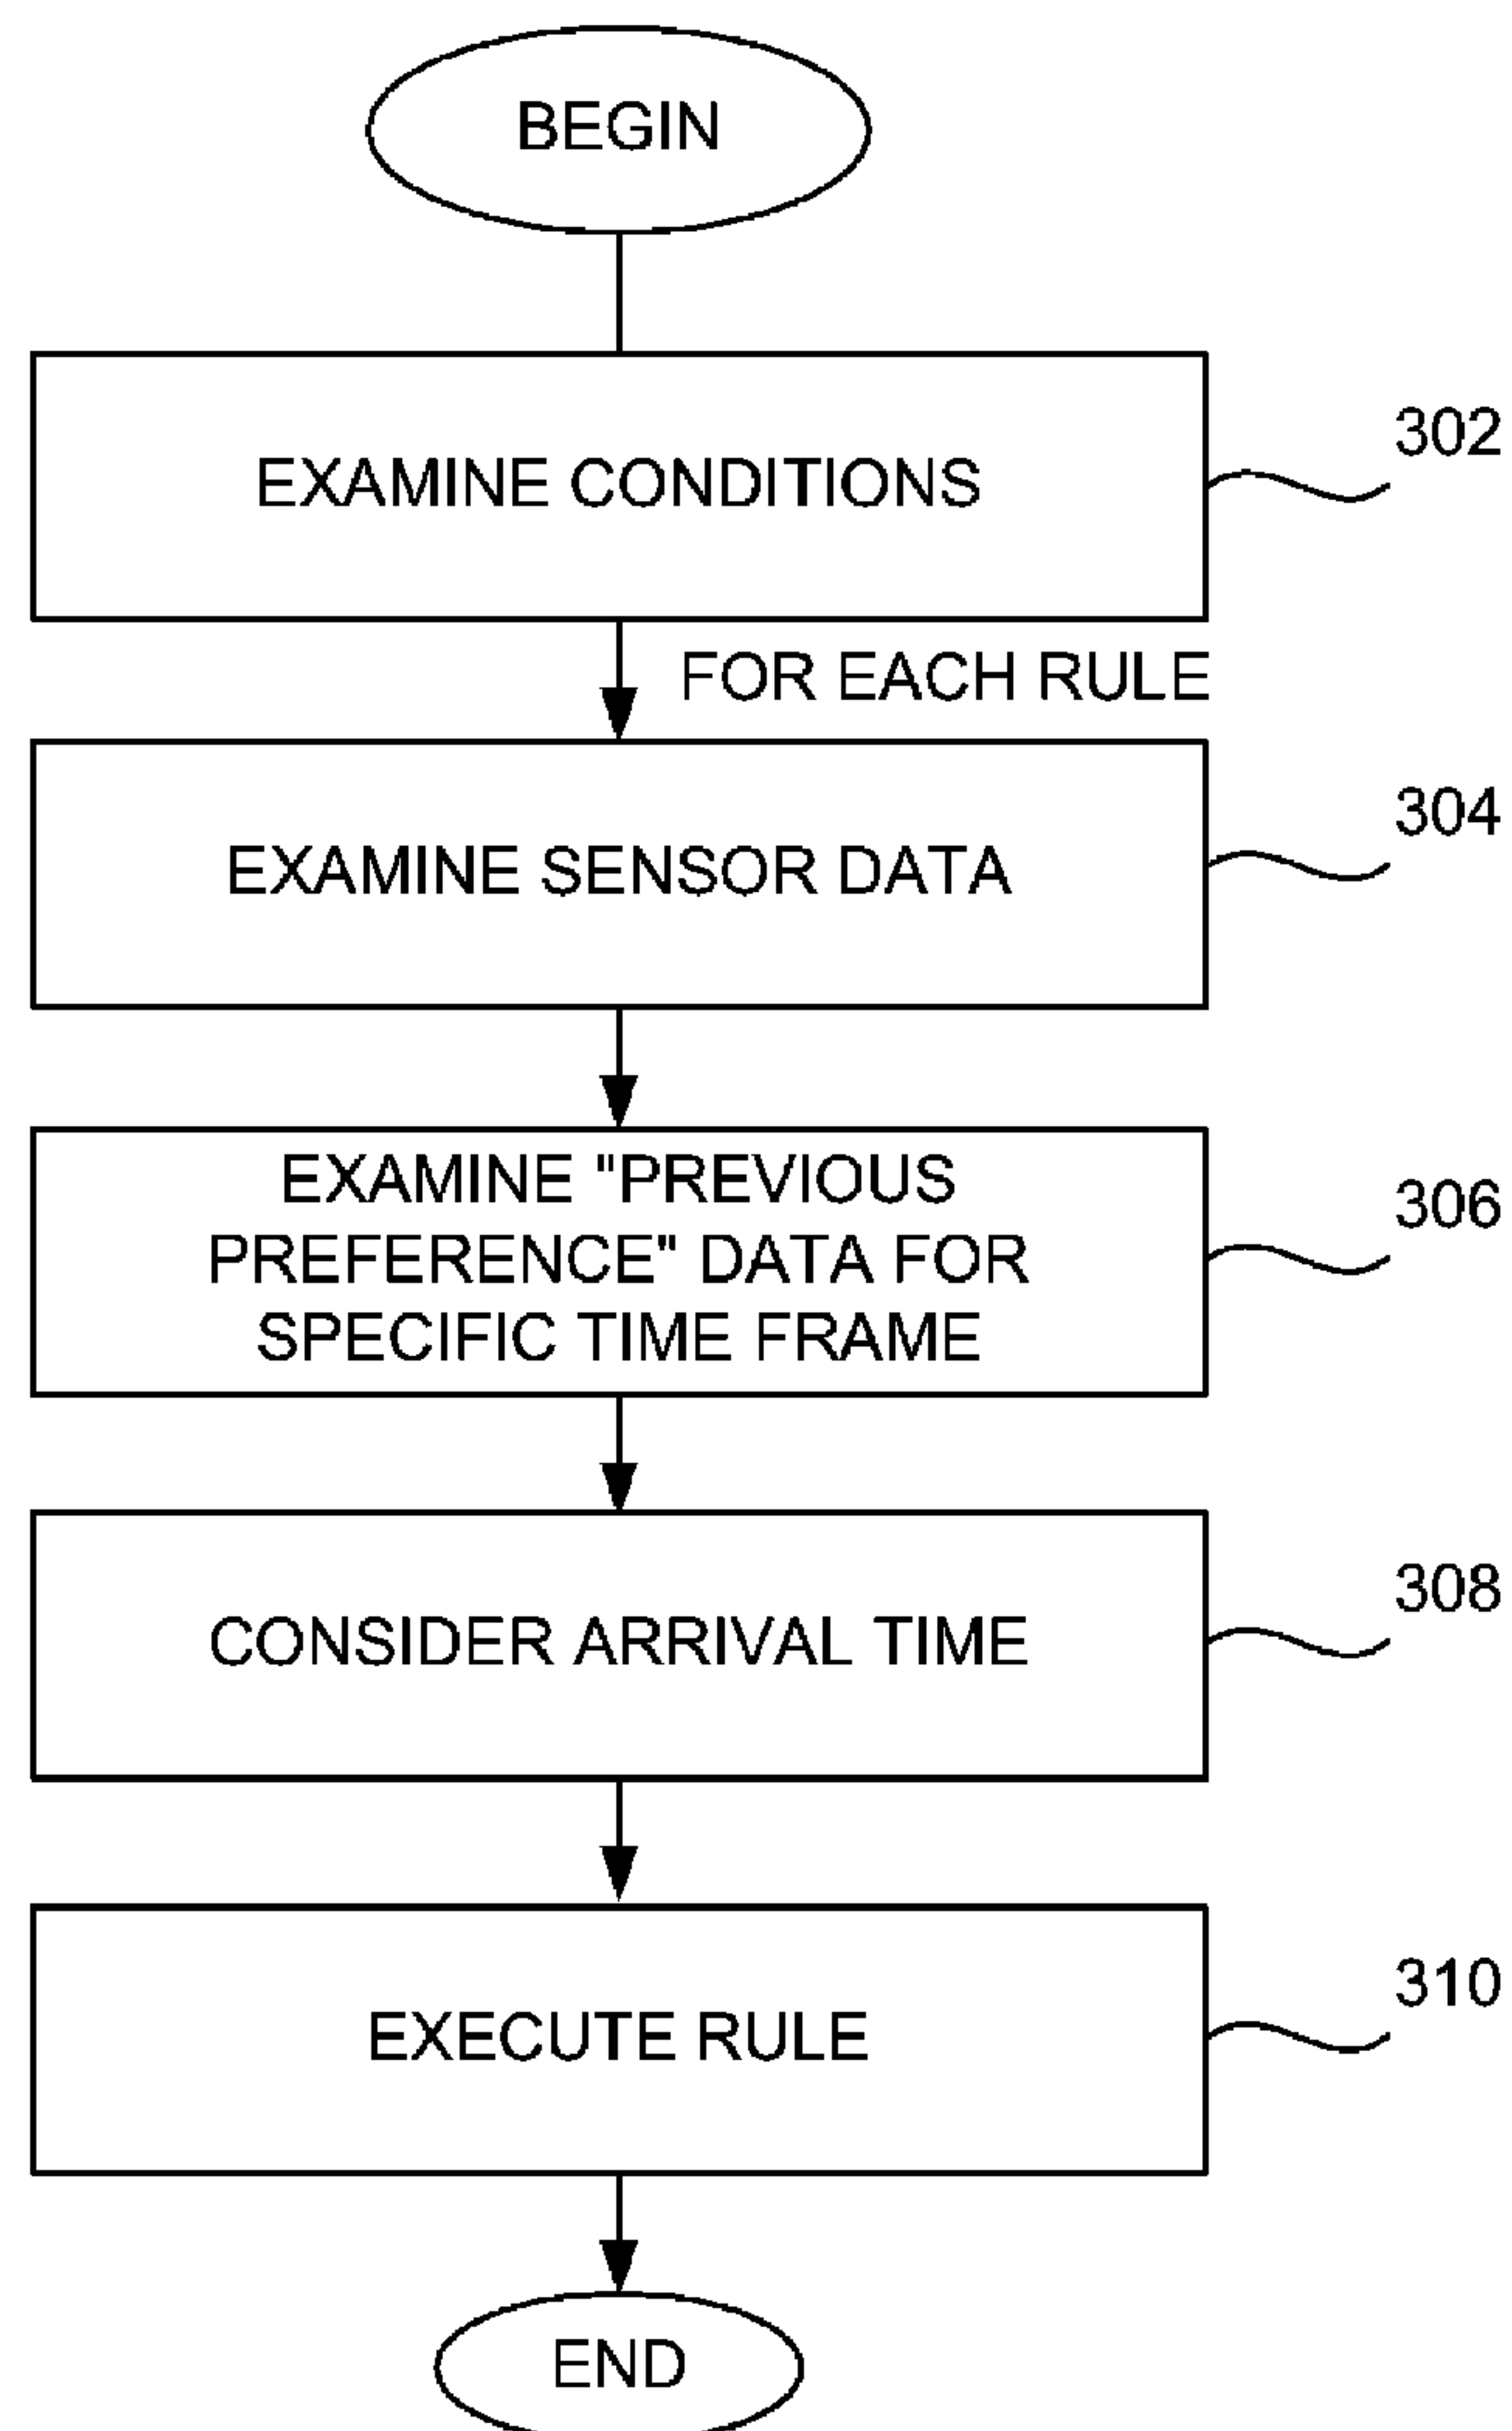 BEGIN
EXAMINE CONDITIONS
302
FOR EACH RULE
EXAMINE SENSOR DATA
304
EXAMINE "PREVIOUS
PREFERENCE" DATA FOR
SPECIFIC TIME FRAME
306
CONSIDER ARRIVAL TIME
308
EXECUTE RULE
310
END